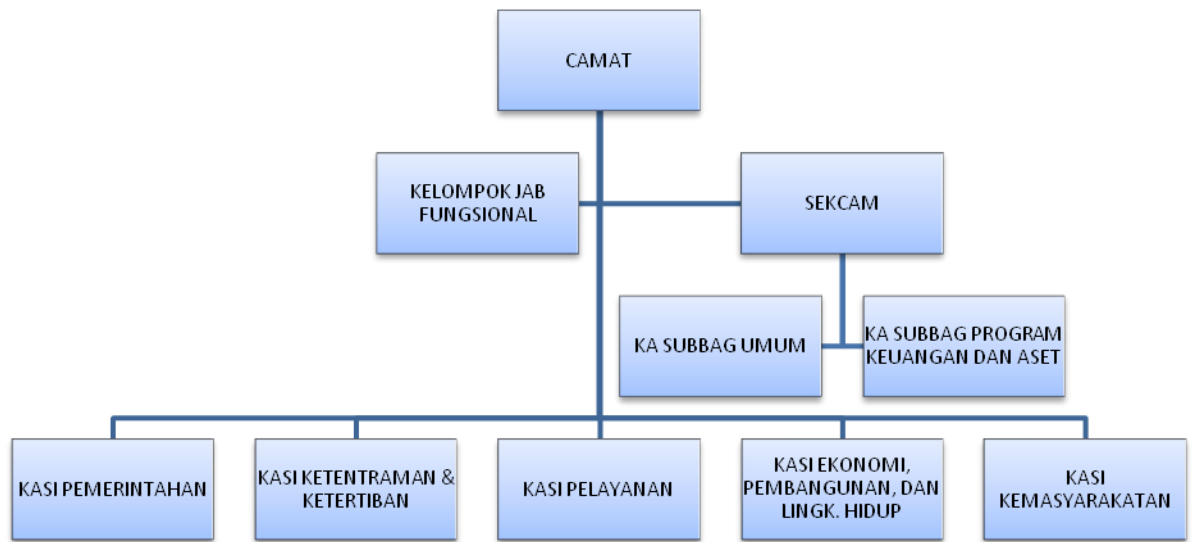 CAMAT
KELOMPOK JAB
FUNGSIONAL
SEKCAM
KA SUBBAG UMUM
KA SUBBAG PROGRAM
KEUANGAN DAN ASET
KASI PEMERINTAHAN
KASI KETENTRAMAN &
KETERTIBAN
KASI PELAYANAN
KASI EKONOMI,
PEMBANGUNAN, DAN
LINGK. HIDUP
KASI
KEMASYARAKATAN